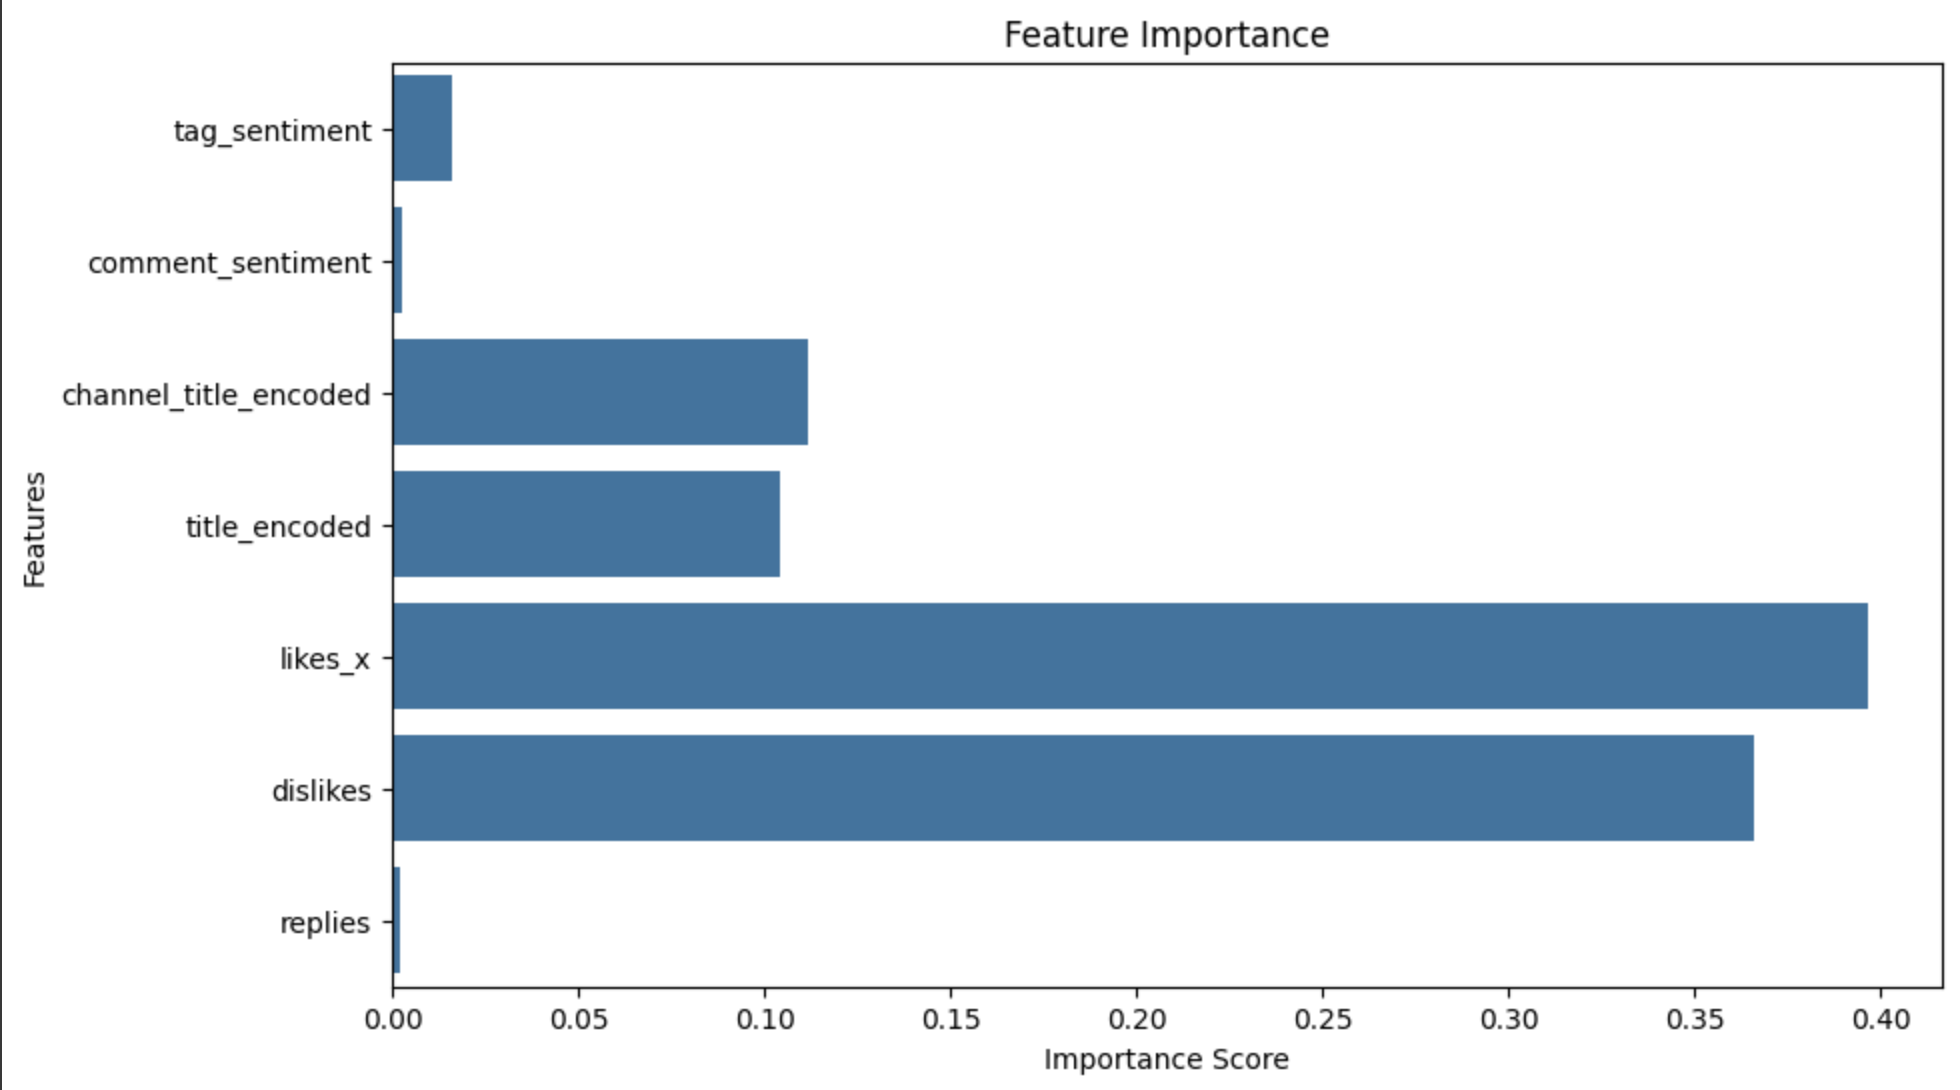 Feature Importance
tag_sentiment
comment_sentiment
channel_title_encoded
title_encoded
likes_x
dislikes
replies
Features
0.00 0.05 0.10 0.15 0.20 0.25 0.30 0.35 0.40
Importance Score